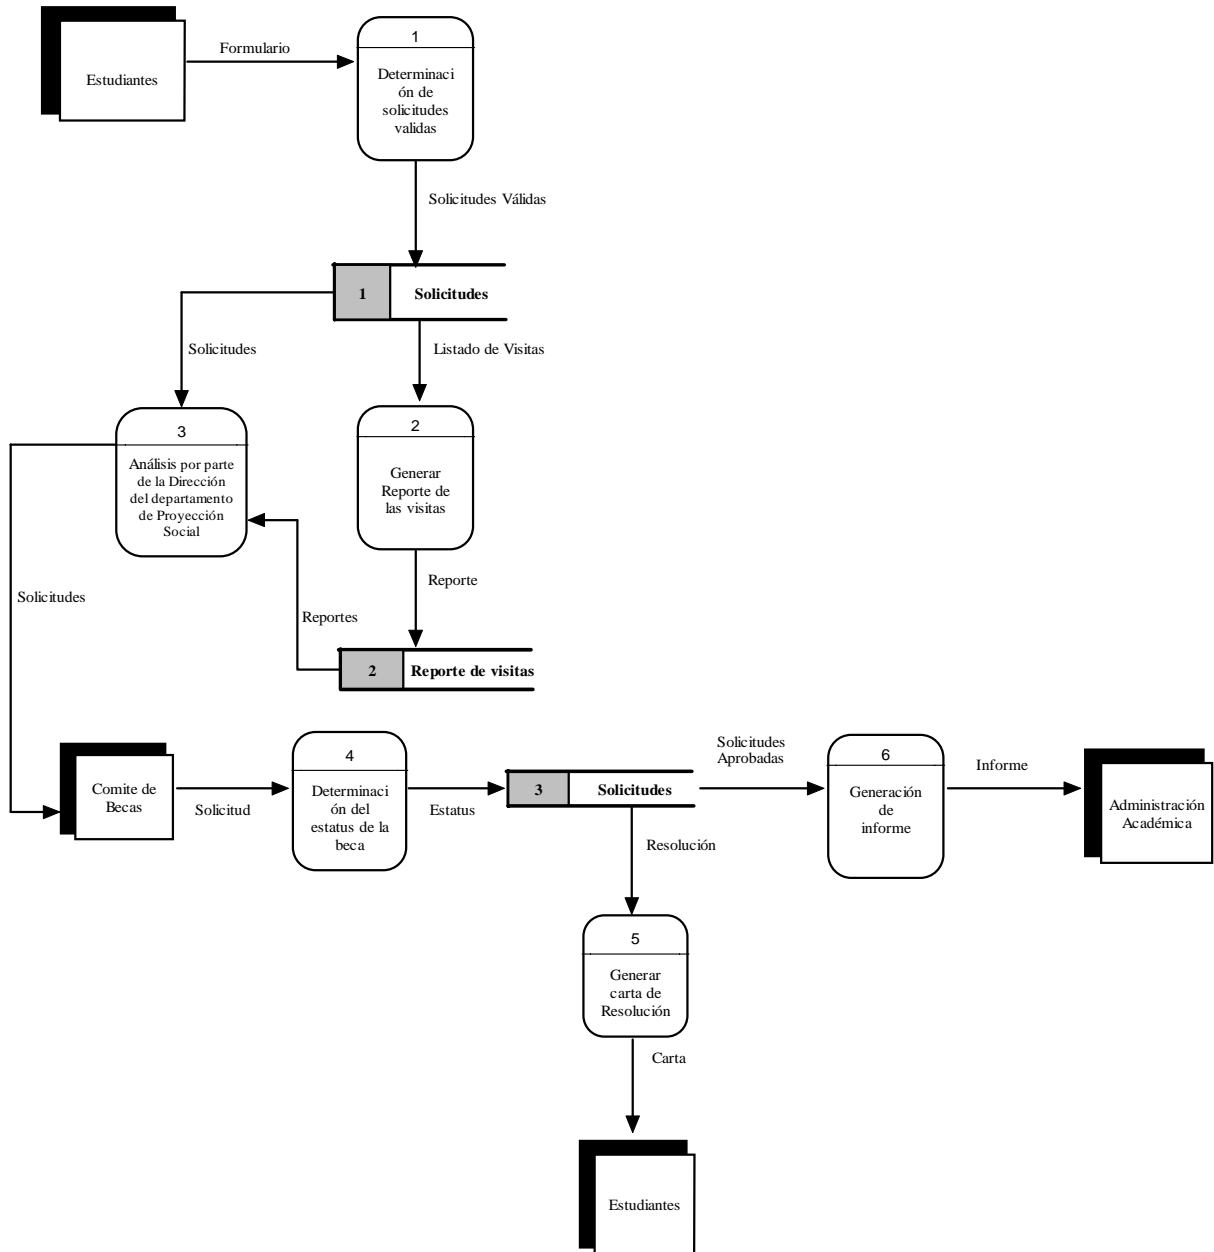 Estudiantes
Formulario
1
Determinaci
ón de
solicitudes
validas
Solicitudes Válidas
1
Solicitudes
Solicitudes
Listado de Visitas
3
Análisis por parte
de la Dirección
del departamento
de Proyección
Social
2
Generar
Reporte de
las visitas
Solicitudes
Reporte
Reportes
2
Reporte de visitas
Comite de
Becas
Solicitud
4
Determinaci
ón del
estatus de la
beca
Estatus
3
Solicitudes
Solicitudes
Aprobadas
6
Generación
de
informe
Informe
Administración
Académica
Resolución
5
Generar
carta de
Resolución
Carta
Estudiantes